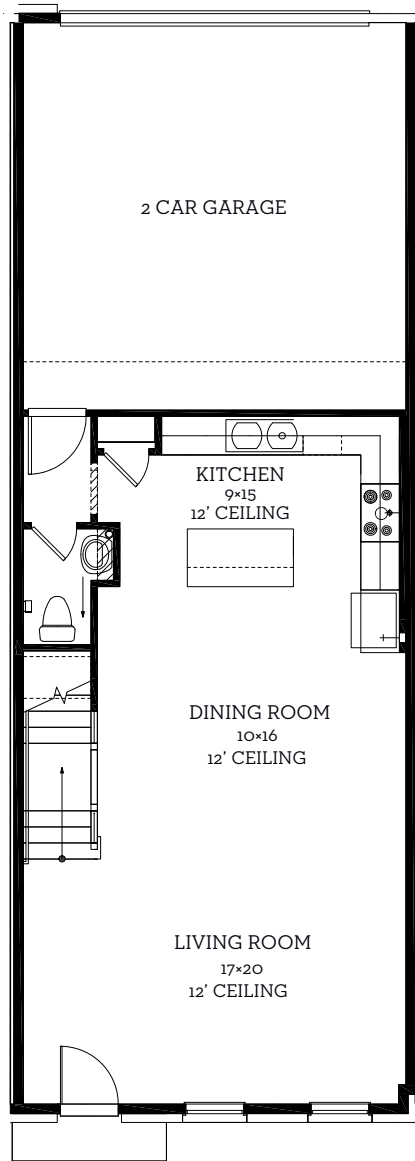 2 CAR GARAGE
KITCHEN
9×15
12' CEILING
DINING ROOM
10×16
12' CEILING
LIVING ROOM
17×20
12' CEILING